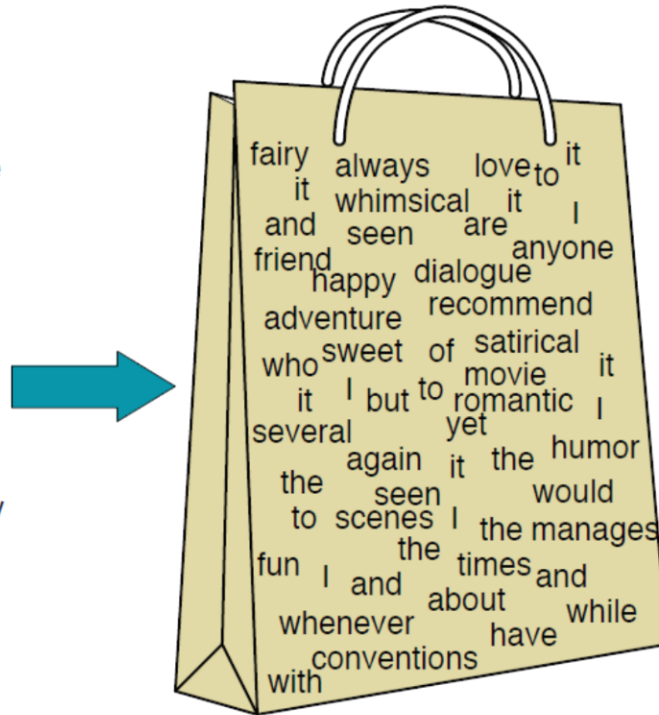 fairy always love to it
it whimsical it I
and seen are anyone
friend happy dialogue
adventure recommend
who sweet of satirical it
it I but to movie romantic I
several yet
again it the humor
the seen would
to scenes I the manages
the
fun I and times and
about while
whenever have
conventions
with